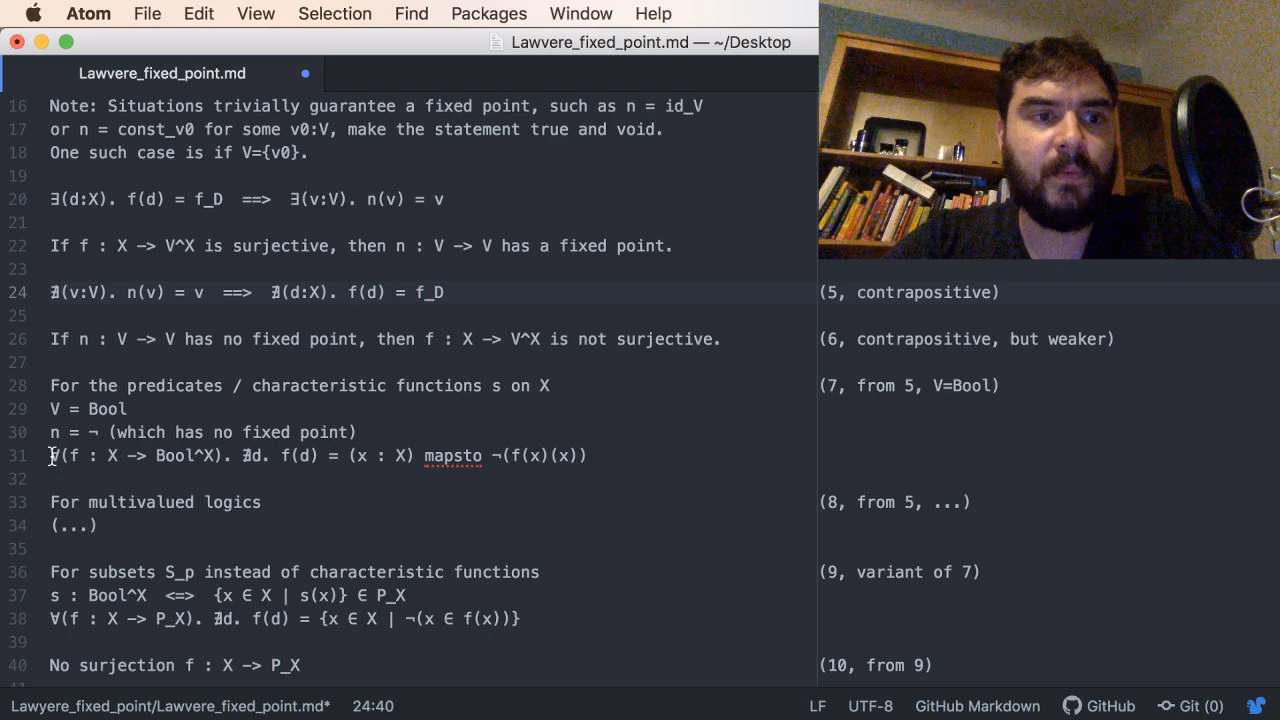 Atom File Edit View Selection Find Packages Window Help
Lawvere_fixed_point.md — ~/Desktop
Lawvere_fixed_point.md
16 Note: Situations trivially guarantee a fixed point, such as n = id_V
17 or n = const_v0 for some v0:V, make the statement true and void.
18 One such case is if V={v0}.
19
20 ∃(d:X). f(d) = f_D ==> ∃(v:V). n(v) = v
21
22 If f : X -> V^X is surjective, then n : V -> V has a fixed point.
23
24 ∄(v:V). n(v) = v ==> ∄(d:X). f(d) = f_D (5, contrapositive)
25
26 If n : V -> V has no fixed point, then f : X -> V^X is not surjective. (6, contrapositive, but weaker)
27
28 For the predicates / characteristic functions s on X (7, from 5, V=Bool)
29 V = Bool
30 n = ¬ (which has no fixed point)
31 ∀(f : X -> Bool^X). ∄d. f(d) = (x : X) mapsto ¬(f(x)(x))
32
33 For multivalued logics (8, from 5, ...)
34 (...)
35
36 For subsets S_p instead of characteristic functions (9, variant of 7)
37 s : Bool^X <=> {x ∈ X | s(x)} ∈ P_X
38 ∀(f : X -> P_X). ∄d. f(d) = {x ∈ X | ¬(x ∈ f(x))}
39
40 No surjection f : X -> P_X (10, from 9)
Lawyere_fixed_point/Lawvere_fixed_point.md* 24:40 LF UTF-8 GitHub Markdown GitHub Git (0)